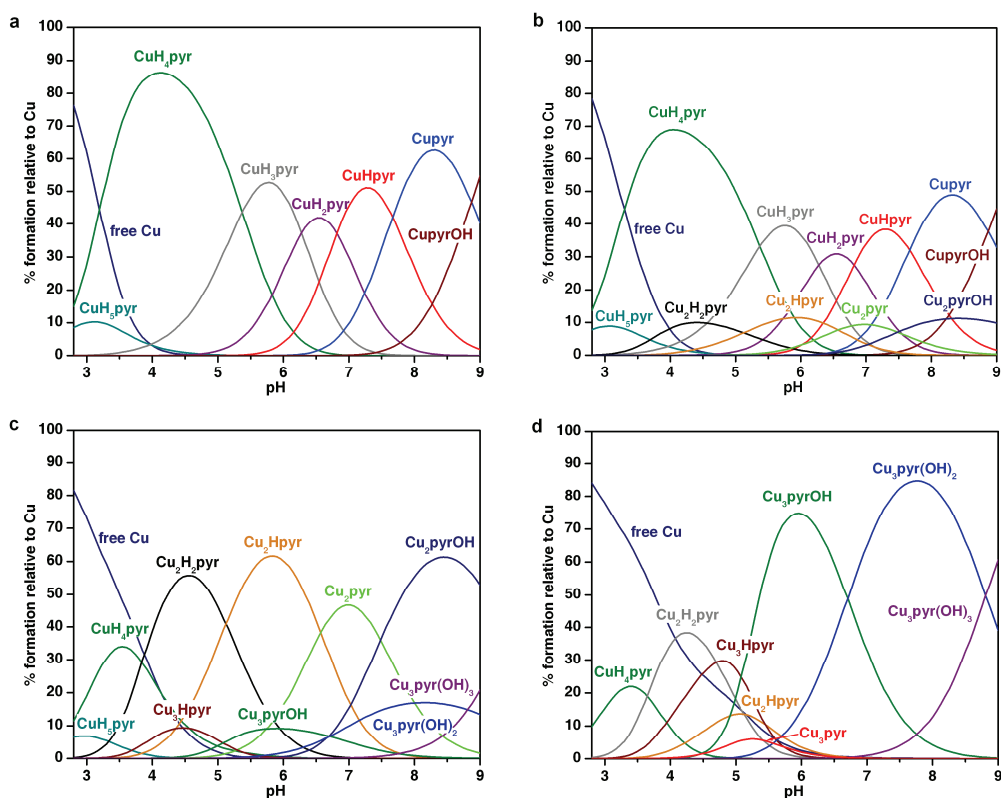 a
% formation relative to Cu
100
90
80
70
60
50
40
30
20
10
0
CuH₄pyr
CuH₃pyr
CuH₂pyr
CuHpyr
Cupyr
CupyrOH
free Cu
CuH₅pyr
3 4 5 6 7 8 9
pH
b
% formation relative to Cu
100
90
80
70
60
50
40
30
20
10
0
CuH₄pyr
CuH₃pyr
CuH₂pyr
CuHpyr
Cupyr
CupyrOH
free Cu
CuH₅pyr
Cu₂H₂pyr
Cu₂Hpyr
Cu₂pyr
Cu₂pyrOH
3 4 5 6 7 8 9
pH
c
% formation relative to Cu
100
90
80
70
60
50
40
30
20
10
0
free Cu
Cu₂H₂pyr
Cu₂Hpyr
Cu₂pyrOH
Cu₂pyr
CuH₄pyr
Cu₃pyr(OH)₃
Cu₃Hpyr
Cu₃pyrOH
CuH₅pyr
Cu₃pyr(OH)₂
3 4 5 6 7 8 9
pH
d
% formation relative to Cu
100
90
80
70
60
50
40
30
20
10
0
Cu₃pyr(OH)₂
Cu₃pyrOH
free Cu
Cu₂H₂pyr
Cu₃pyr(OH)₃
Cu₃Hpyr
CuH₄pyr
Cu₂Hpyr
Cu₃pyr
3 4 5 6 7 8 9
pH